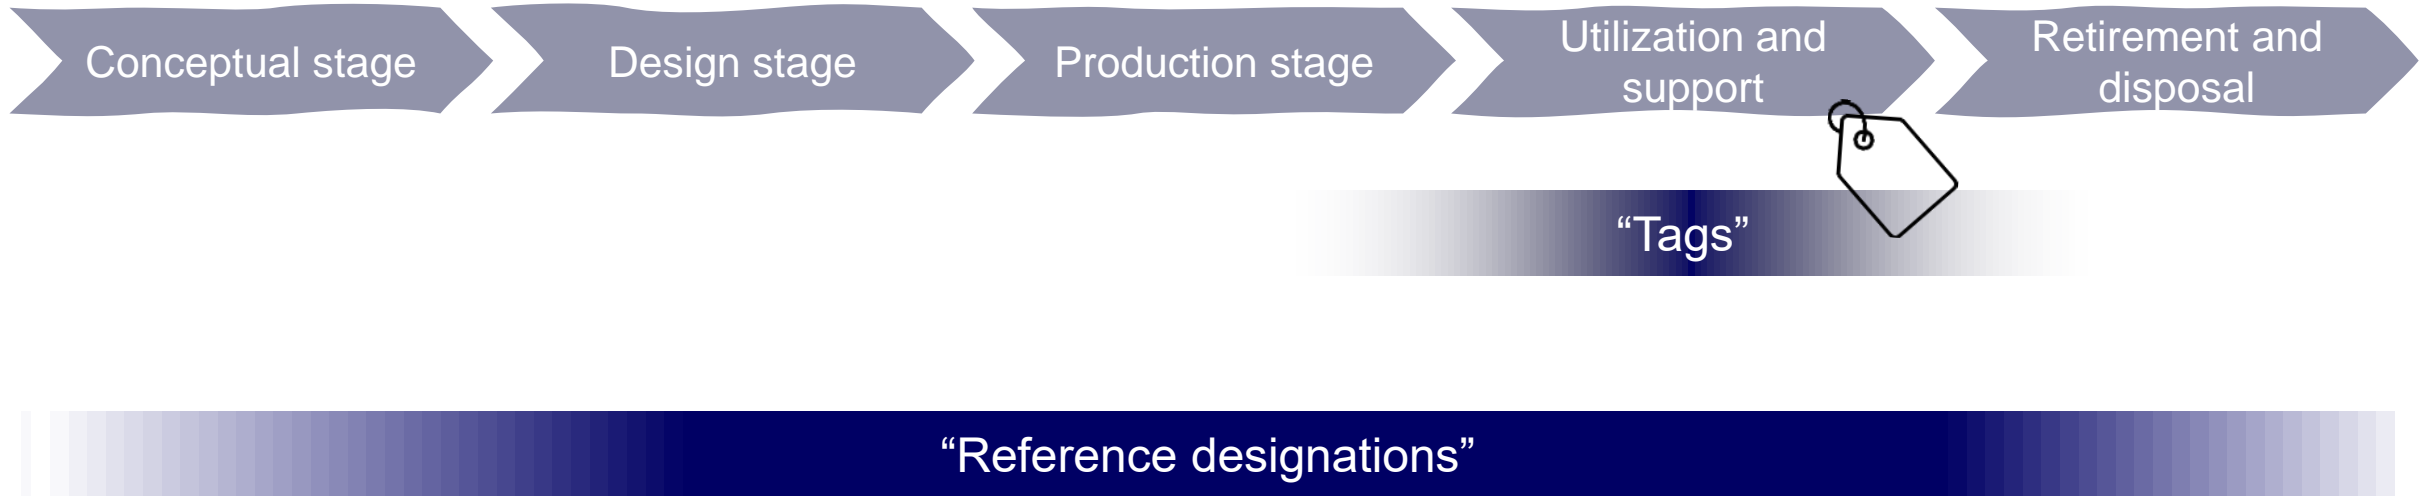 Conceptual stage
Design stage
Production stage
Utilization and
support
Retirement and
disposal
“Tags”
“Reference designations”